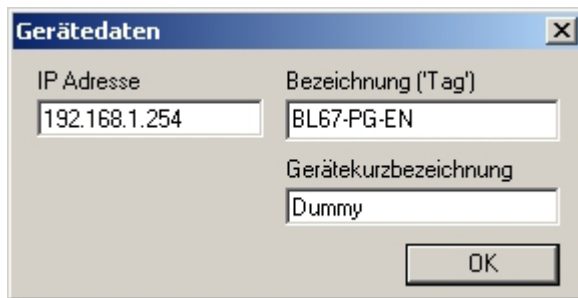 Gerätedaten
IP Adresse
192.168.1.254
Bezeichnung ('Tag')
BL67-PG-EN
Gerätekurzbezeichnung
Dummy
OK